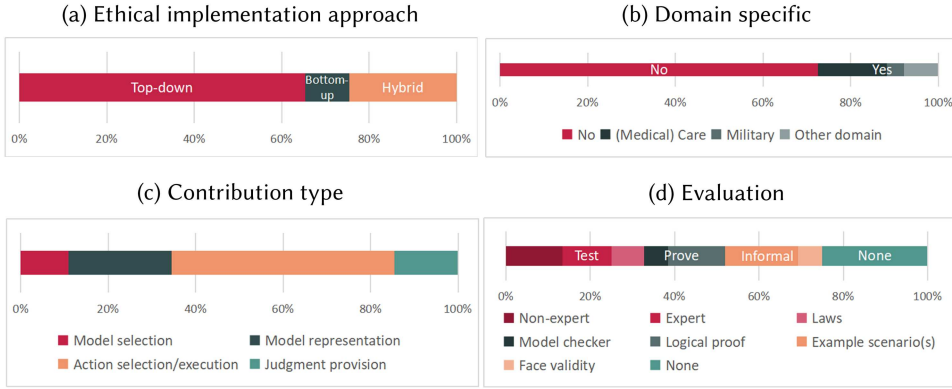 (a) Ethical implementation approach
Top-down
Bottom-
up
Hybrid
0% 20% 40% 60% 80% 100%
(b) Domain specific
No Yes
0% 20% 40% 60% 80% 100%
No (Medical) Care Military Other domain
(c) Contribution type
0% 20% 40% 60% 80% 100%
Model selection Model representation
Action selection/execution Judgment provision
(d) Evaluation
Test Prove Informal None
0% 20% 40% 60% 80% 100%
Non-expert Expert Laws
Model checker Logical proof Example scenario(s)
Face validity None